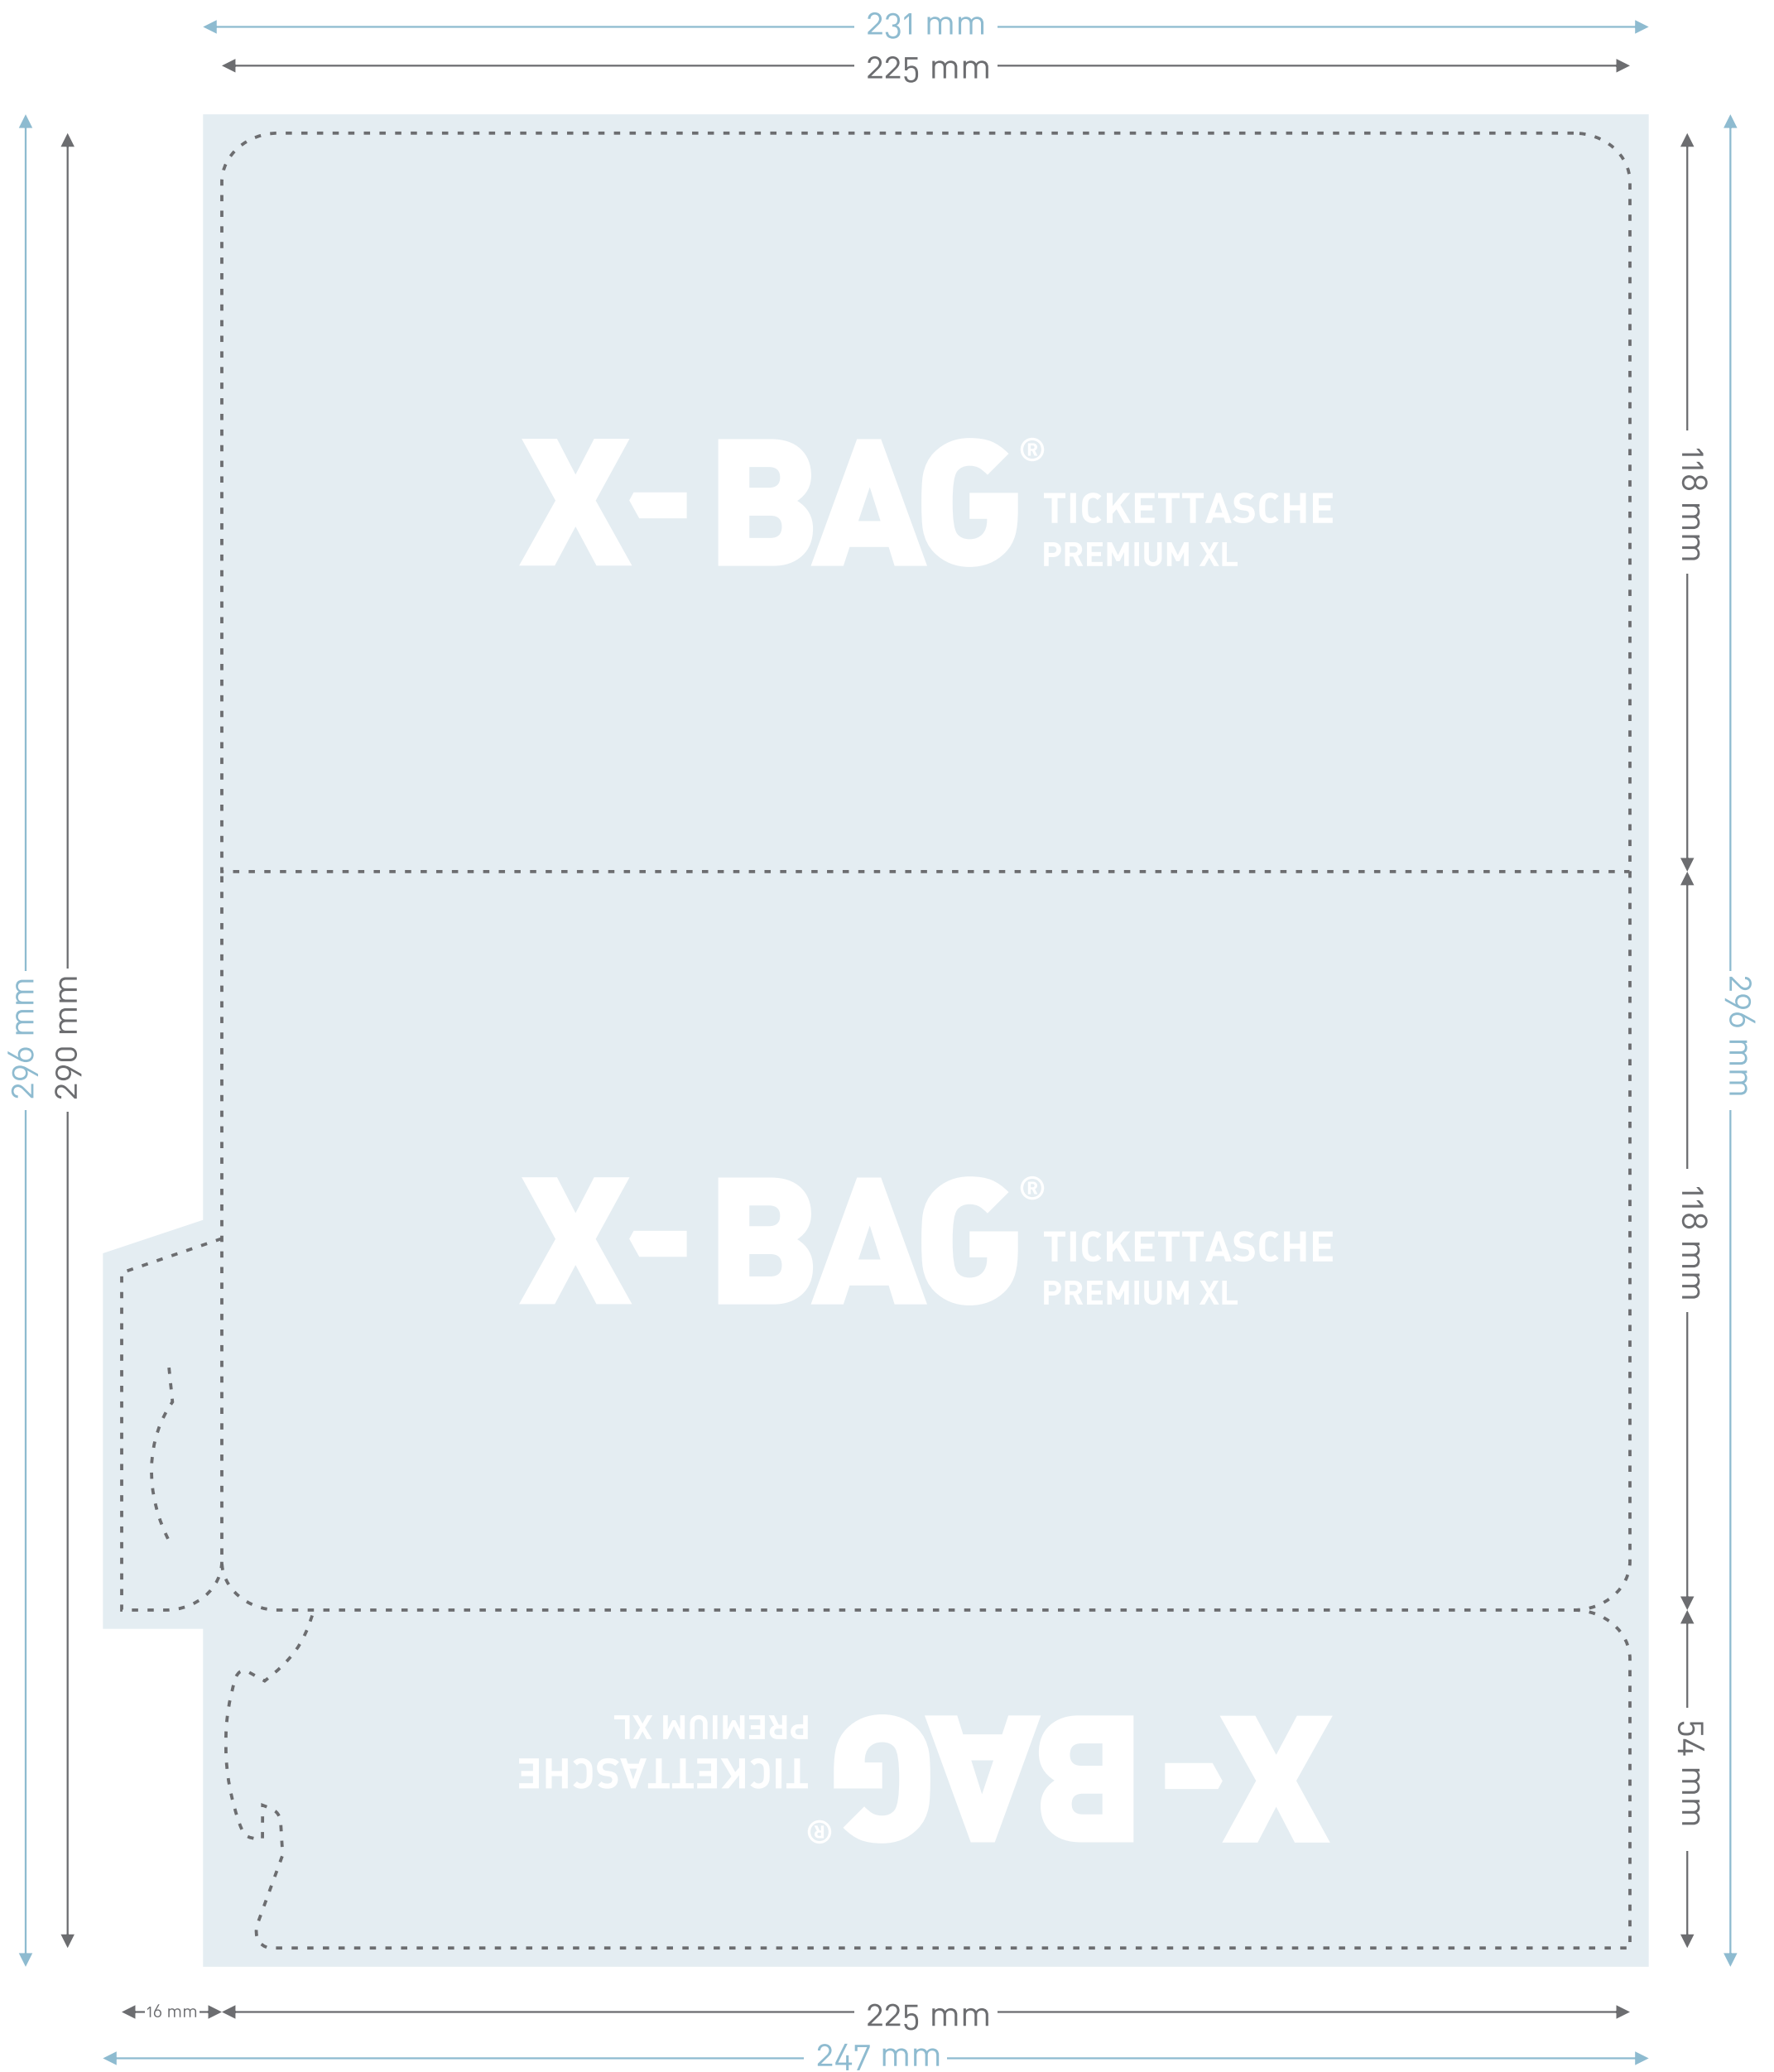 231 mm
225 mm
X-BAG®
TICKETTASCHE
PREMIUM XL
118 mm
296 mm
290 mm
296 mm
X-BAG®
TICKETTASCHE
PREMIUM XL
118 mm
X-BAG®
TICKETTASCHE
PREMIUM XL
54 mm
16 mm
225 mm
247 mm